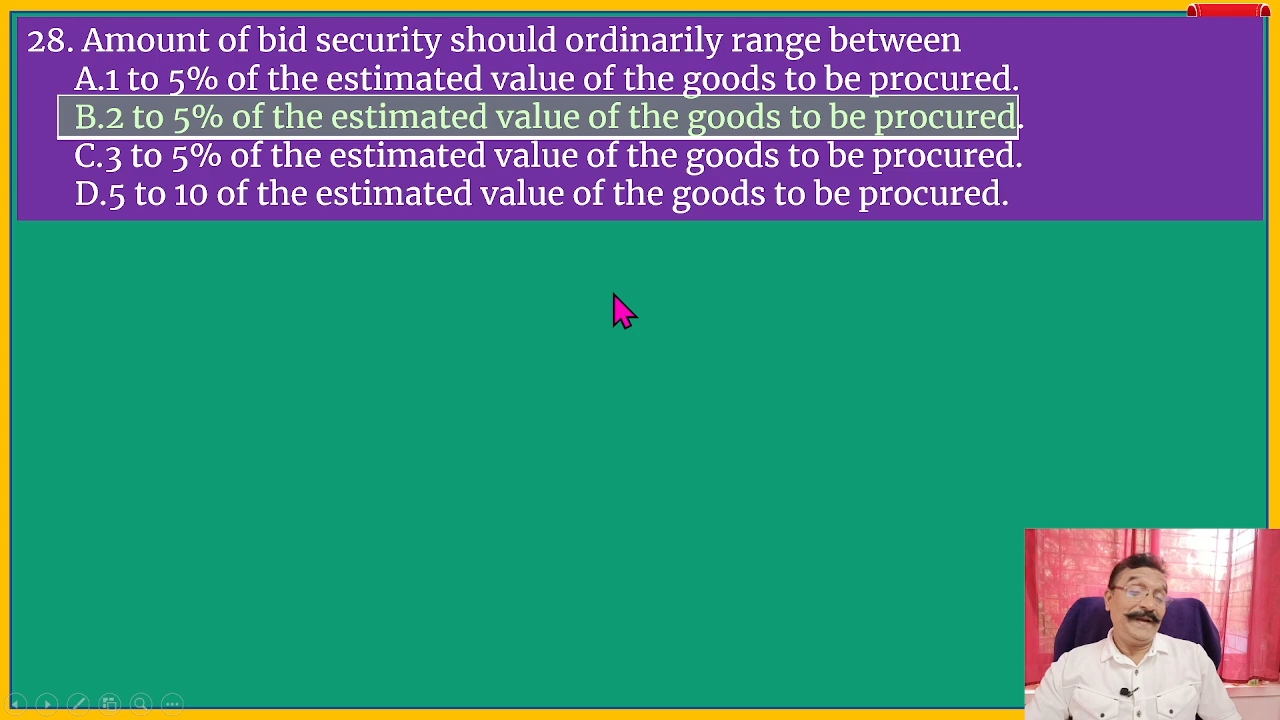 28. Amount of bid security should ordinarily range between
A.1 to 5% of the estimated value of the goods to be procured.
B.2 to 5% of the estimated value of the goods to be procured.
C.3 to 5% of the estimated value of the goods to be procured.
D.5 to 10 of the estimated value of the goods to be procured.